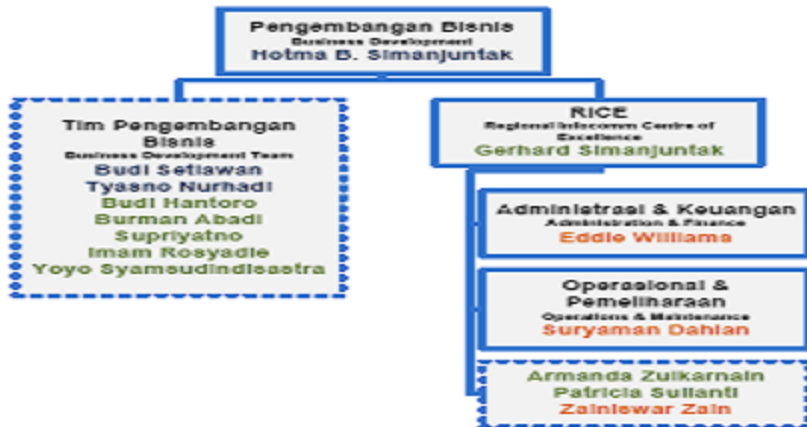 Pengembangan Bisnis
Business Development
Hotma B. Simanjuntak
Tim Pengembangan
Bisnis
Business Development Team
Budi Setiawan
Tyasno Nurhadi
Budi Hantoro
Burman Abadi
Supriyatno
Imam Rosyadie
Yoyo Syamsudindisastra
RICE
Regional Infocomm Centre of
Excellence
Gerhard Simanjuntak
Administrasi & Keuangan
Administration & Finance
Eddie Williams
Operasional &
Pemeliharaan
Operations & Maintenance
Suryaman Dahlan
Armanda Zulkarnain
Patricia Sulianti
Zainiswar Zain